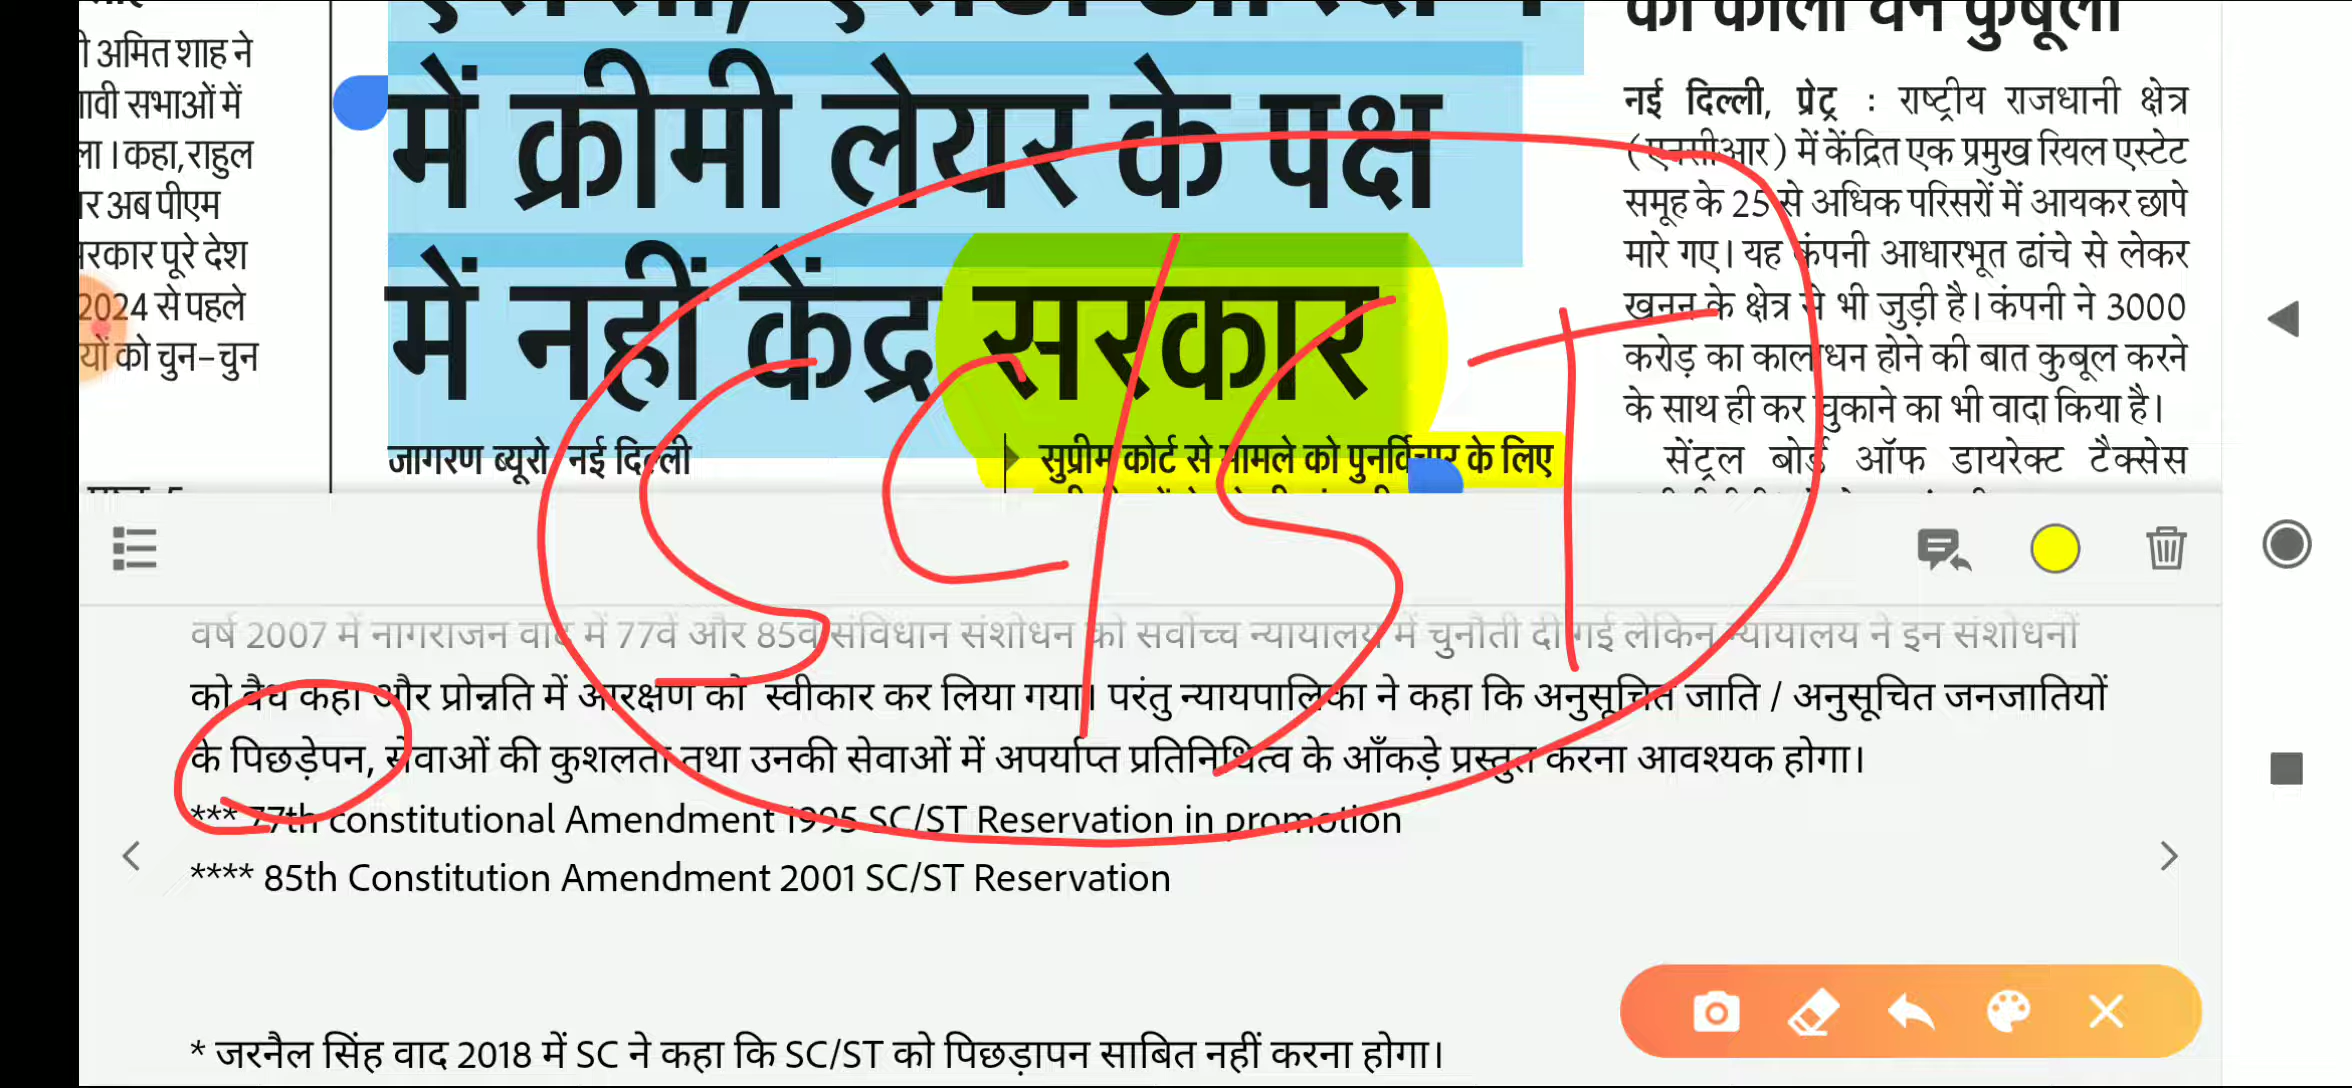 ी अमित शाह ने
ावी सभाओं में
ला । कहा, राहुल
र अब पीएम
रकार पूरे देश
2024 से पहले
यों को चुन-चुन
में क्रीमी लेयर के पक्ष
में नहीं केंद्र सरकार
जागरण ब्यूरो, नई दिल्ली
सुप्रीम कोर्ट से मामले को पुनर्विचार के लिए
को काला धन कुबूला
नई दिल्ली, प्रेट्र : राष्ट्रीय राजधानी क्षेत्र
(एनसीआर) में केंद्रित एक प्रमुख रियल एस्टेट
समूह के 25 से अधिक परिसरों में आयकर छापे
मारे गए। यह कंपनी आधारभूत ढांचे से लेकर
खनन के क्षेत्र से भी जुड़ी है। कंपनी ने 3000
करोड़ का काला धन होने की बात कुबूल करने
के साथ ही कर चुकाने का भी वादा किया है।
सेंट्रल बोर्ड ऑफ डायरेक्ट टैक्सेस
SC/ST
वर्ष 2007 में नागराजन वाद में 77वें और 85वें संविधान संशोधन को सर्वोच्च न्यायालय में चुनौती दी गई लेकिन न्यायालय ने इन संशोधनों
को वैध कहा और प्रोन्नति में आरक्षण को स्वीकार कर लिया गया। परंतु न्यायपालिका ने कहा कि अनुसूचित जाति / अनुसूचित जनजातियों
के पिछड़ेपन, सेवाओं की कुशलता तथा उनकी सेवाओं में अपर्याप्त प्रतिनिधित्व के आँकड़े प्रस्तुत करना आवश्यक होगा।
*** 77th constitutional Amendment 1995 SC/ST Reservation in promotion
**** 85th Constitution Amendment 2001 SC/ST Reservation
* जरनैल सिंह वाद 2018 में SC ने कहा कि SC/ST को पिछड़ापन साबित नहीं करना होगा।